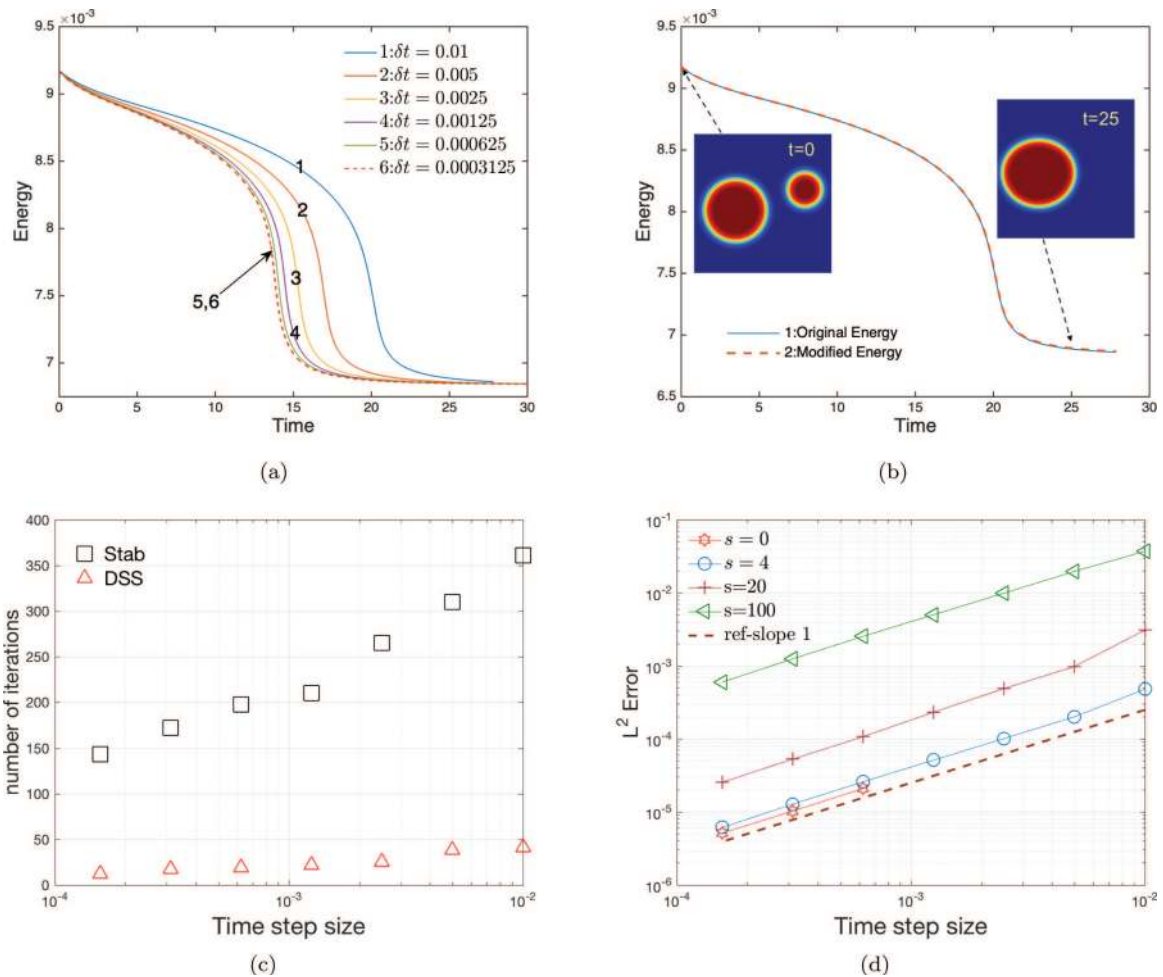 ×10⁻³
9.5
9
8.5
8
7.5
7
Energy
1:δt = 0.01
2:δt = 0.005
3:δt = 0.0025
4:δt = 0.00125
5:δt = 0.000625
6:δt = 0.0003125
1
2
3
4
5,6
0 5 10 15 20 25 30
Time
(a)
×10⁻³
9.5
9
8.5
8
7.5
7
6.5
Energy
t=0
t=25
1:Original Energy
2:Modified Energy
0 5 10 15 20 25 30
Time
(b)
400
350
300
250
200
150
100
50
0
number of iterations
Stab
DSS
10⁻⁴ 10⁻³ 10⁻²
Time step size
(c)
10⁻¹
10⁻²
10⁻³
10⁻⁴
10⁻⁵
10⁻⁶
L² Error
s = 0
s = 4
s=20
s=100
ref-slope 1
10⁻⁴ 10⁻³ 10⁻²
Time step size
(d)